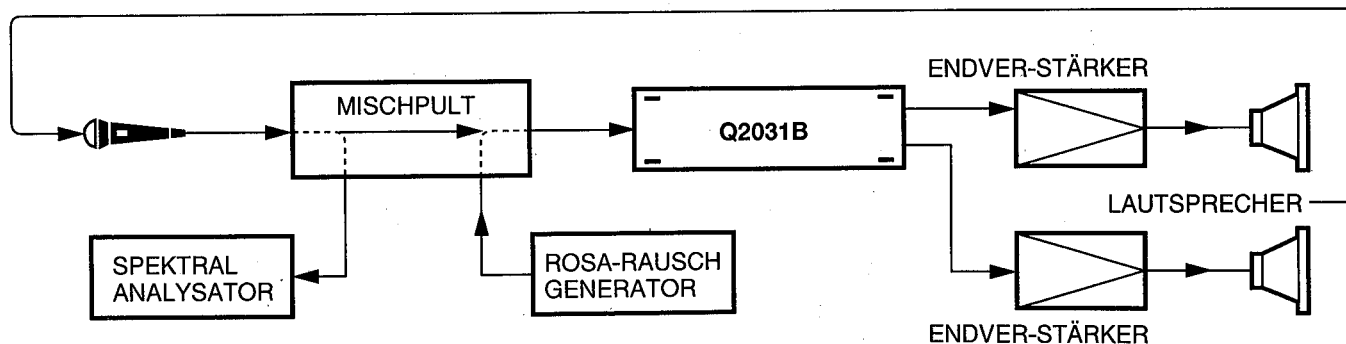 ENDVER-STÄRKER
MISCHPULT
Q2031B
LAUTSPRECHER
SPEKTRAL
ANALYSATOR
ROSA-RAUSCH
GENERATOR
ENDVER-STÄRKER